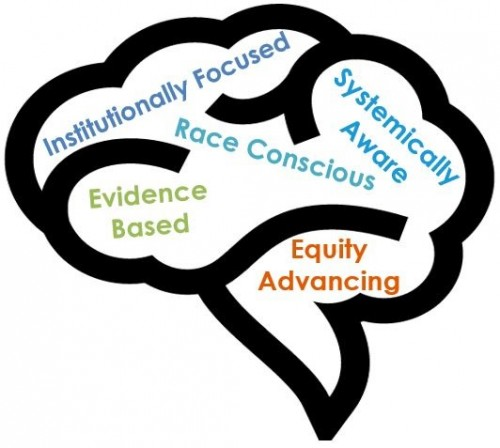 Institutionally Focused
Systemically
Aware
Race Conscious
Evidence
Based
Equity
Advancing